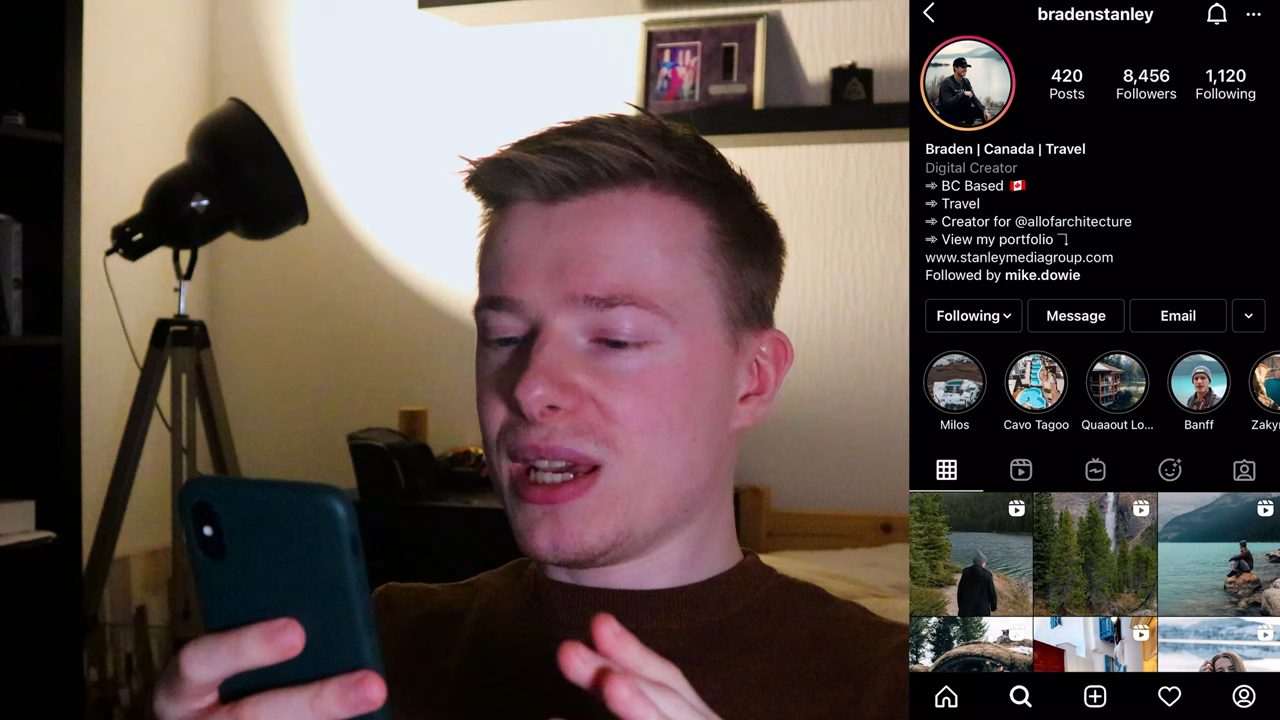 bradenstanley
420
8,456
1,120
Posts
Followers
Following
Braden | Canada | Travel
Digital Creator
⇛ BC Based 🇨🇦
⇛ Travel
⇛ Creator for @allofarchitecture
⇛ View my portfolio ⤵
www.stanleymediagroup.com
Followed by mike.dowie
Following
Message
Email
Milos
Cavo Tagoo
Quaaout Lo...
Banff
Zaky